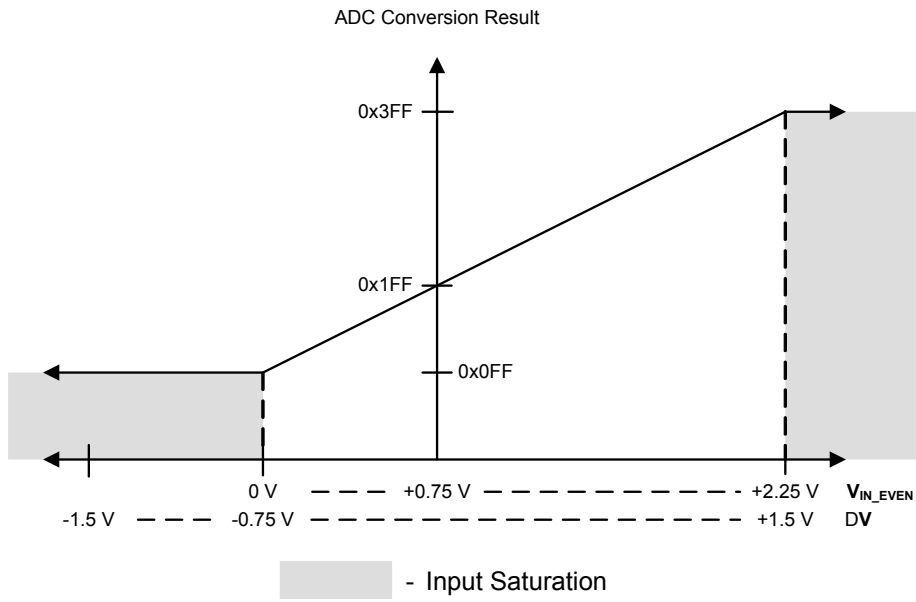 ADC Conversion Result
0x3FF
0x1FF
0x0FF
0 V +0.75 V +2.25 V VIN_EVEN
-1.5 V -0.75 V +1.5 V DV
- Input Saturation